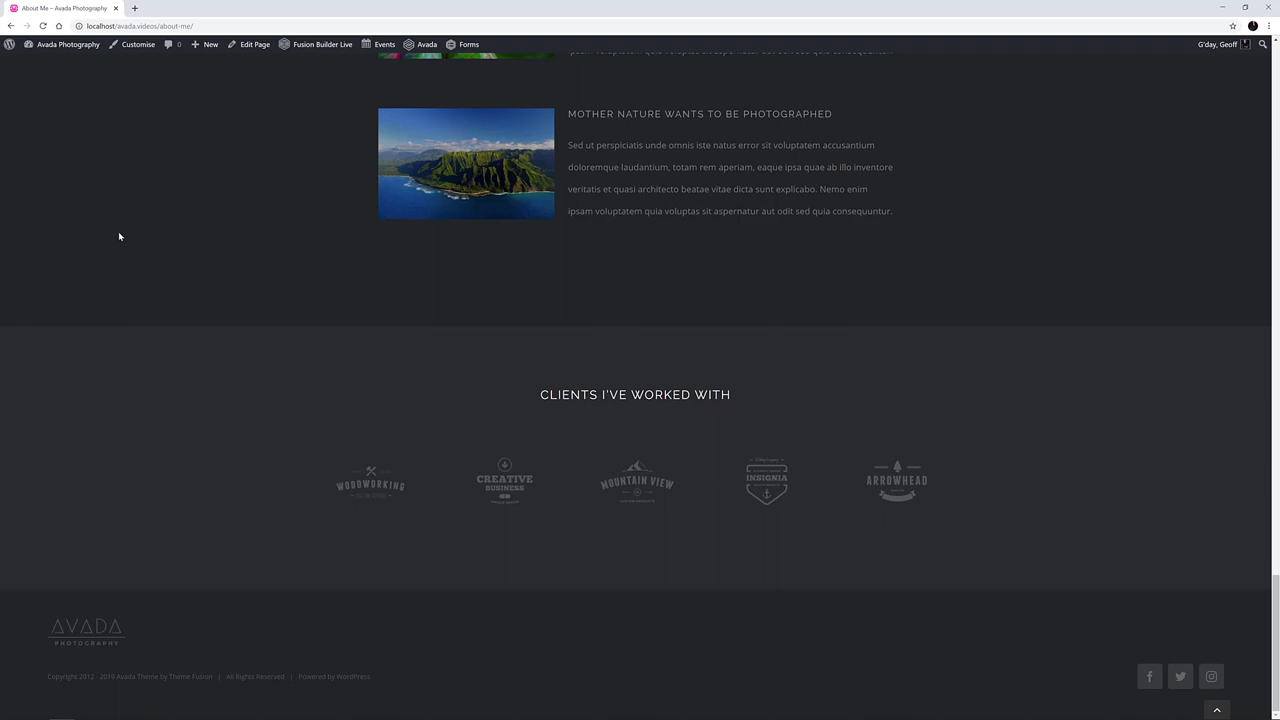 About Me – Avada Photography
localhost/avada.videos/about-me/
Avada Photography Customise 0 New Edit Page Fusion Builder Live Events Avada Forms G'day, Geoff
MOTHER NATURE WANTS TO BE PHOTOGRAPHED
Sed ut perspiciatis unde omnis iste natus error sit voluptatem accusantium
doloremque laudantium, totam rem aperiam, eaque ipsa quae ab illo inventore
veritatis et quasi architecto beatae vitae dicta sunt explicabo. Nemo enim
ipsam voluptatem quia voluptas sit aspernatur aut odit sed quia consequuntur.
CLIENTS I'VE WORKED WITH
WOODWORKING
CREATIVE
BUSINESS
MOUNTAIN VIEW
CUSTOM PRODUCTS
INSIGNIA
ARROWHEAD
AVADA
PHOTOGRAPHY
Copyright 2012 - 2019 Avada Theme by Theme Fusion | All Rights Reserved | Powered by WordPress